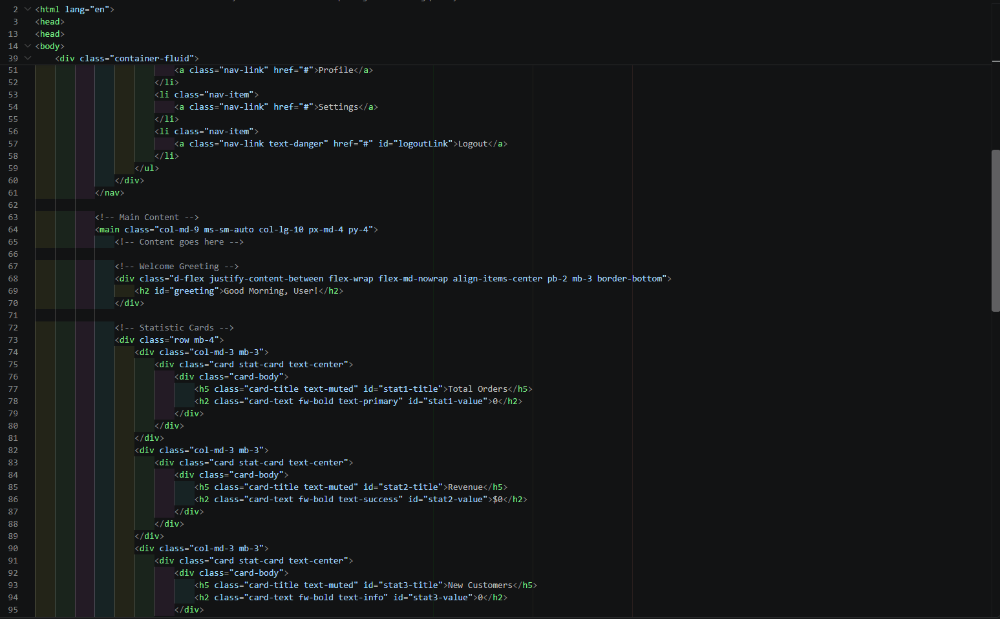 2 <html lang="en">
3 <head>
13 <head>
14 <body>
39 <div class="container-fluid">
51 <a class="nav-link" href="#">Profile</a>
52 </li>
53 <li class="nav-item">
54 <a class="nav-link" href="#">Settings</a>
55 </li>
56 <li class="nav-item">
57 <a class="nav-link text-danger" href="#" id="logoutLink">Logout</a>
58 </li>
59 </ul>
60 </div>
61 </nav>
62
63 <!-- Main Content -->
64 <main class="col-md-9 ms-sm-auto col-lg-10 px-md-4 py-4">
65 <!-- Content goes here -->
66
67 <!-- Welcome Greeting -->
68 <div class="d-flex justify-content-between flex-wrap flex-md-nowrap align-items-center pb-2 mb-3 border-bottom">
69 <h2 id="greeting">Good Morning, User!</h2>
70 </div>
71
72 <!-- Statistic Cards -->
73 <div class="row mb-4">
74 <div class="col-md-3 mb-3">
75 <div class="card stat-card text-center">
76 <div class="card-body">
77 <h5 class="card-title text-muted" id="stat1-title">Total Orders</h5>
78 <h2 class="card-text fw-bold text-primary" id="stat1-value">0</h2>
79 </div>
80 </div>
81 </div>
82 <div class="col-md-3 mb-3">
83 <div class="card stat-card text-center">
84 <div class="card-body">
85 <h5 class="card-title text-muted" id="stat2-title">Revenue</h5>
86 <h2 class="card-text fw-bold text-success" id="stat2-value">$0</h2>
87 </div>
88 </div>
89 </div>
90 <div class="col-md-3 mb-3">
91 <div class="card stat-card text-center">
92 <div class="card-body">
93 <h5 class="card-title text-muted" id="stat3-title">New Customers</h5>
94 <h2 class="card-text fw-bold text-info" id="stat3-value">0</h2>
95 </div>